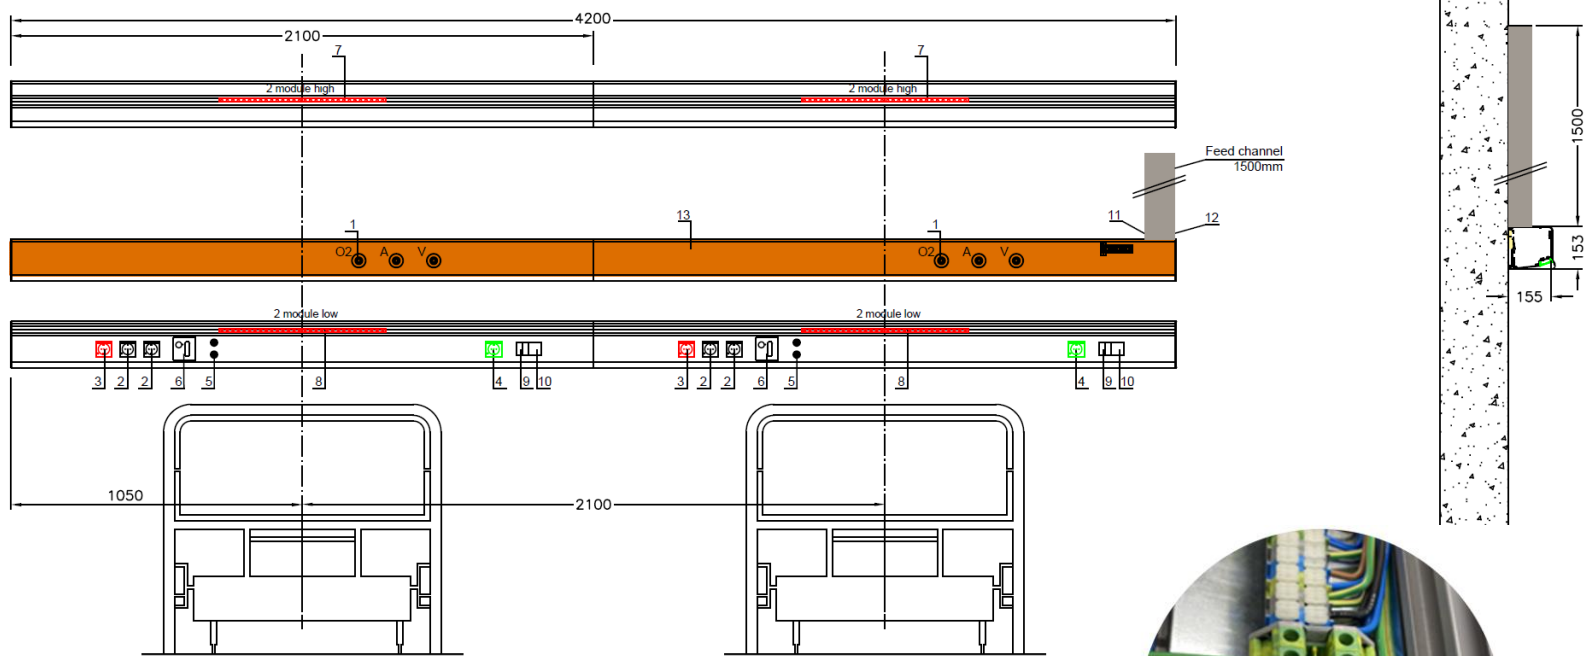 4200
2100
7 7
2 module high 2 module high
1500
Feed channel
1500mm
1 13 1 11 12
O2 A V O2 A V
153
155
2 module low 2 module low
3 2 2 6 5 8 4 9 10 3 2 2 6 5 8 4 9 10
1050 2100